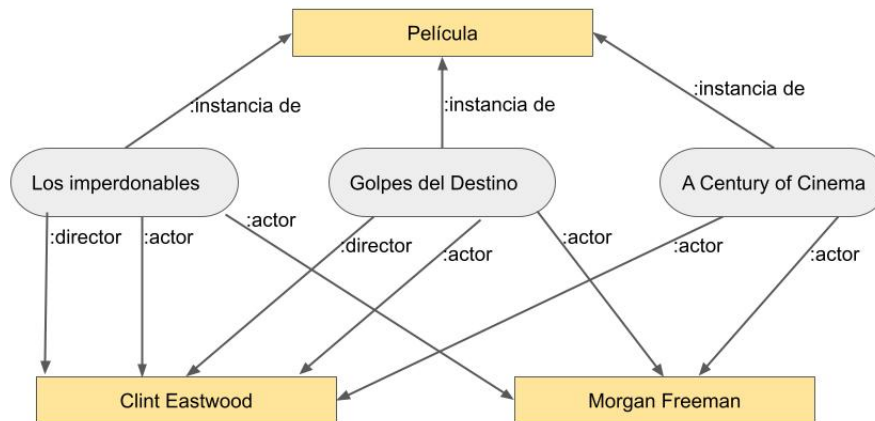 Película
:instancia de
:instancia de
:instancia de
Los imperdonables
Golpes del Destino
A Century of Cinema
:director
:actor
:actor
:director
:actor
:actor
:actor
:actor
Clint Eastwood
Morgan Freeman